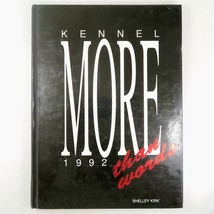 KENNEL
MORE
1992
than
words
SHELLEY KIRK